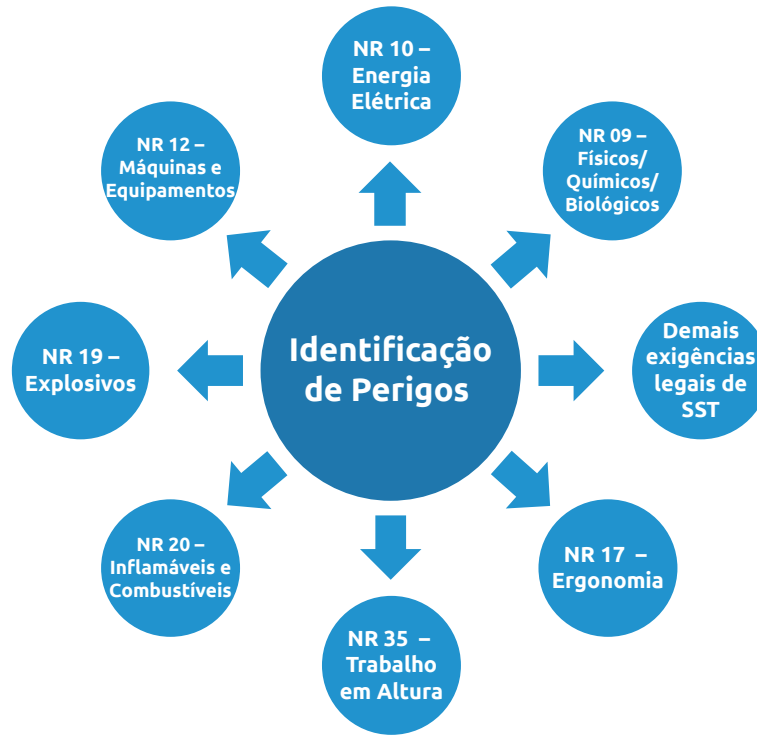 NR 10 –
Energia
Elétrica
NR 12 –
Máquinas e
Equipamentos
NR 09 –
Físicos/
Químicos/
Biológicos
NR 19 –
Explosivos
Identificação
de Perigos
Demais
exigências
legais de
SST
NR 20 –
Inflamáveis e
Combustíveis
NR 17 –
Ergonomia
NR 35 –
Trabalho
em Altura